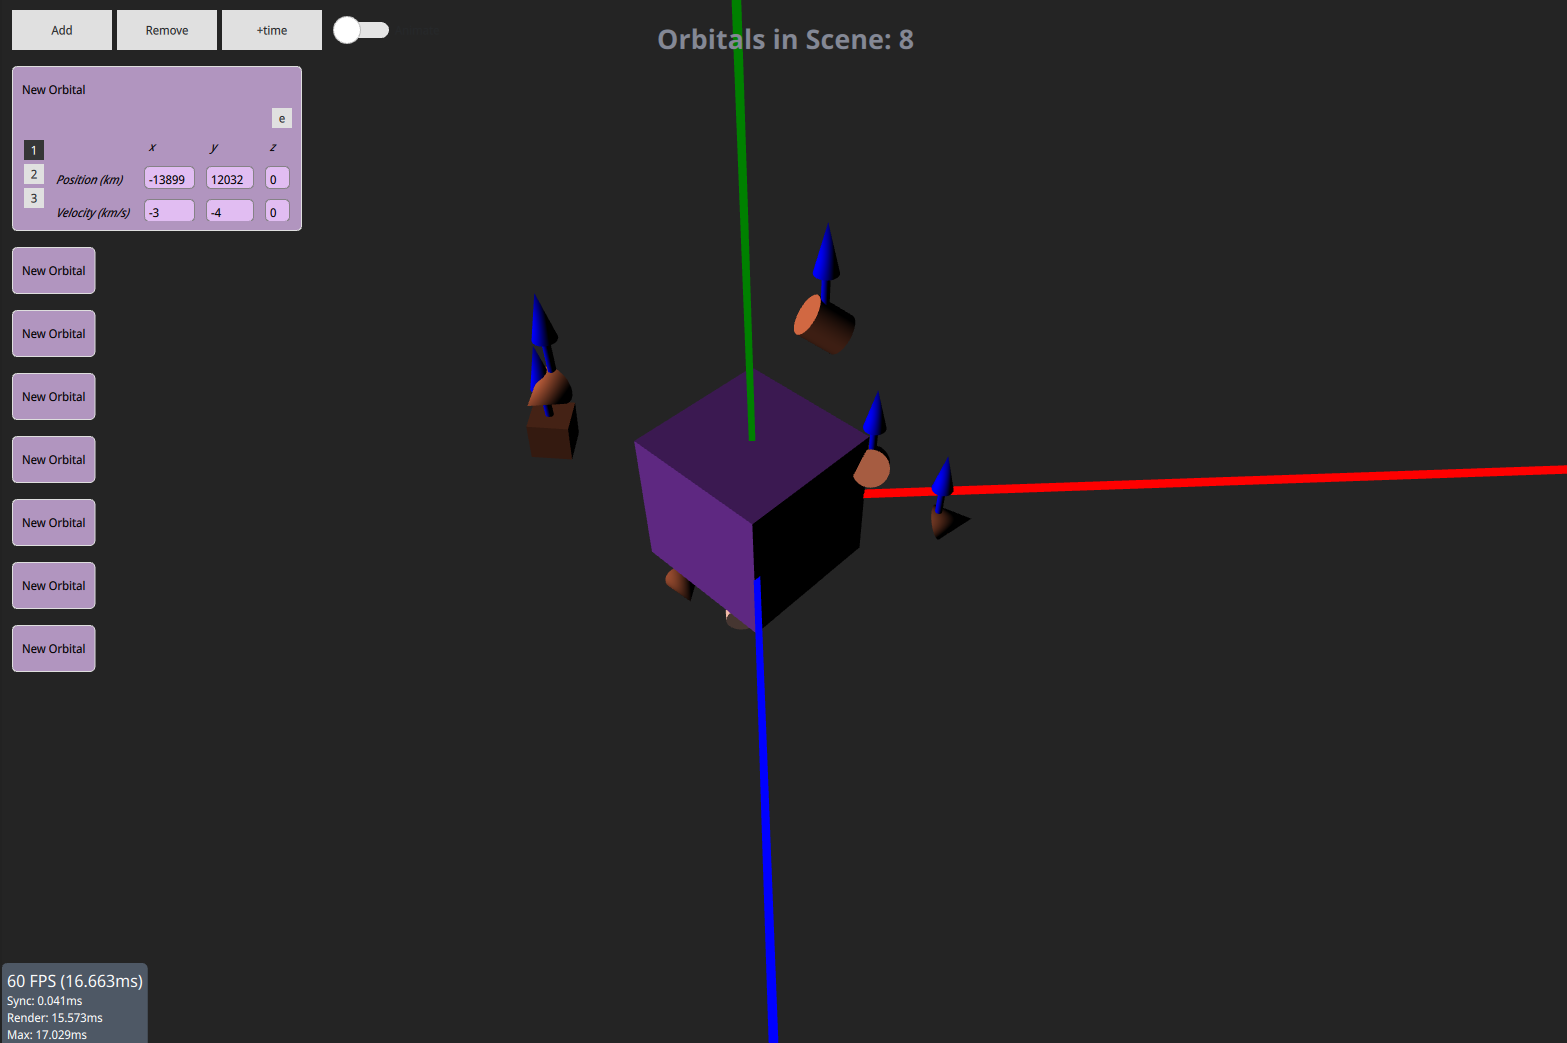 Add Remove +time
Orbitals in Scene: 8
New Orbital
e
1
x y z
2
Position (km) -13899 12032 0
3
Velocity (km/s) -3 -4 0
New Orbital
New Orbital
New Orbital
New Orbital
New Orbital
New Orbital
New Orbital
60 FPS (16.663ms)
Sync: 0.041ms
Render: 15.573ms
Max: 17.029ms